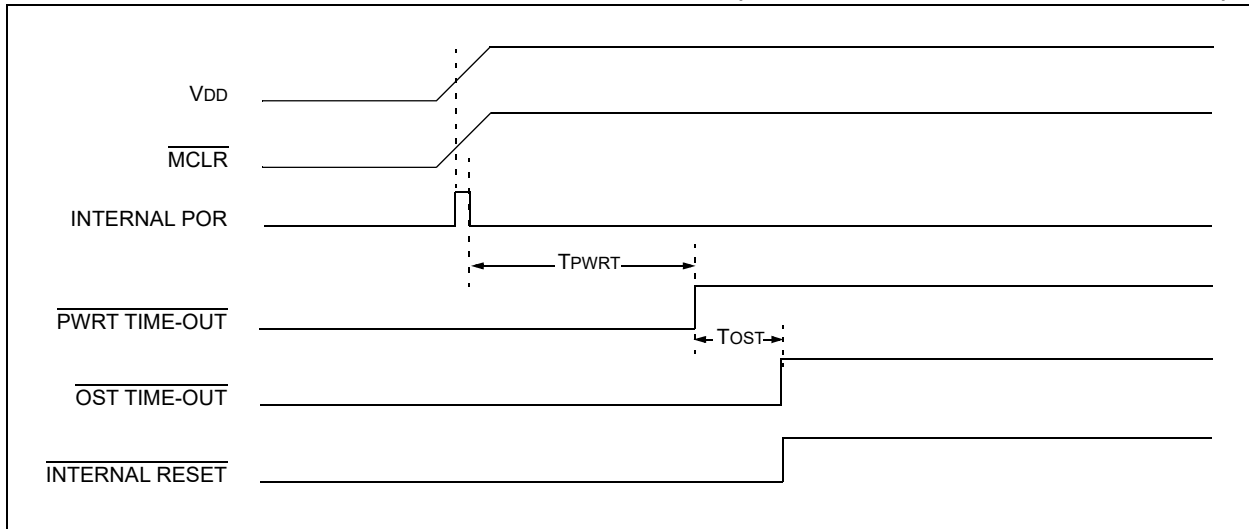 VDD
MCLR
INTERNAL POR
TPWRT
PWRT TIME-OUT
TOST
OST TIME-OUT
INTERNAL RESET